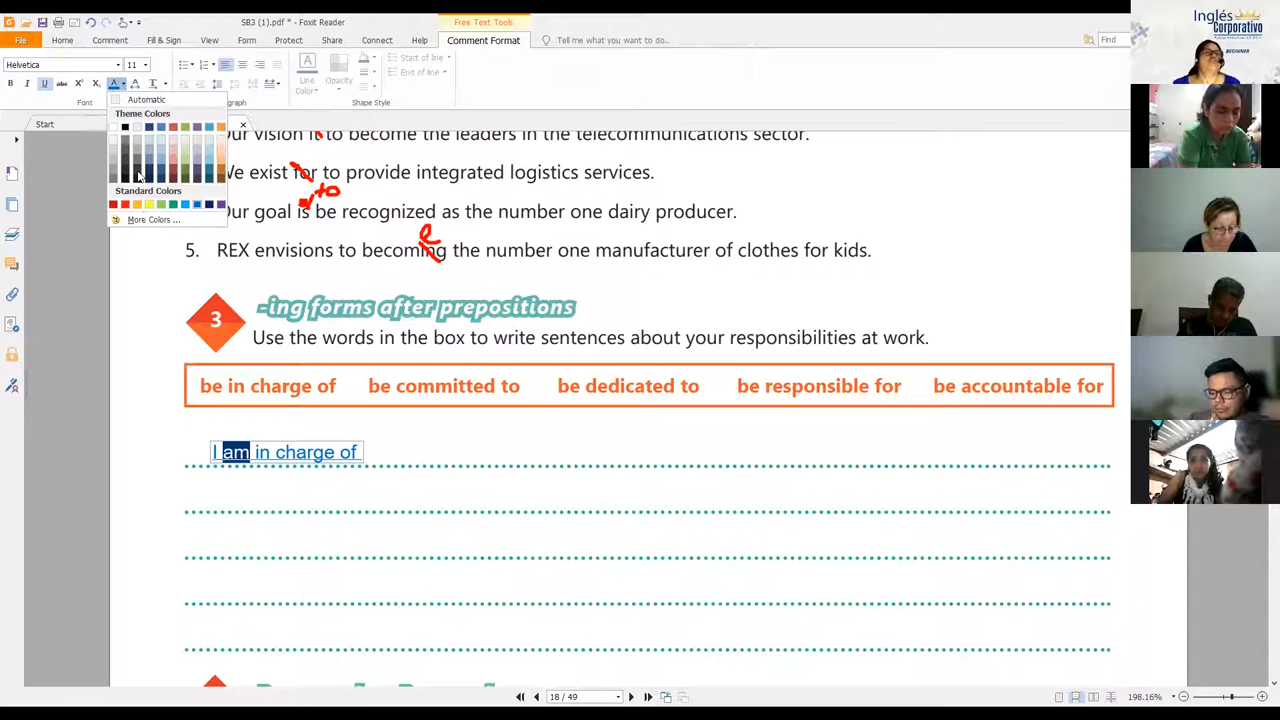 SB3 (1).pdf * - Foxit Reader
Free Text Tools
File Home Comment Fill & Sign View Form Protect Share Connect Help Comment Format Tell me what you want to do... Find
Helvetica 11
Start of line
End of line
Line Color
Opacity
Font
Shape Style
Automatic
Theme Colors
Standard Colors
More Colors ...
Start
Our vision it to become the leaders in the telecommunications sector.
We exist for to provide integrated logistics services.
to
Our goal is be recognized as the number one dairy producer.
e
5. REX envisions to becoming the number one manufacturer of clothes for kids.
3 -ing forms after prepositions
Use the words in the box to write sentences about your responsibilities at work.
be in charge of be committed to be dedicated to be responsible for be accountable for
I am in charge of
18 / 49
198.16%
Inglés
Corporativo
BEGINNER